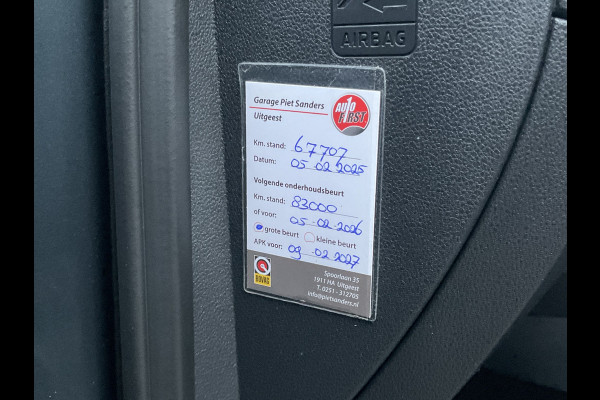 AIRBAG
Garage Piet Sanders
Uitgeest
AUTO
1
FIRST
Km. stand: 67707
Datum: 05 02 2025
Volgende onderhoudsbeurt
Km. stand: 83000
of voor: 05.02.2026
grote beurt kleine beurt
APK voor: 09 02 2027
BOVAG
Spoorlaan 35
1911 HA Uitgeest
T. 0251 - 312705
info@pietsanders.nl